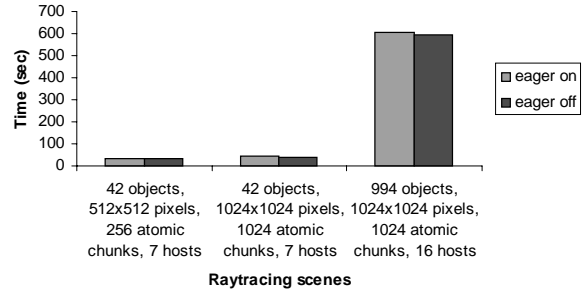 700
600
500
400
300
200
100
0
Time (sec)
eager on
eager off
42 objects,
512x512 pixels,
256 atomic
chunks, 7 hosts
42 objects,
1024x1024 pixels,
1024 atomic
chunks, 7 hosts
994 objects,
1024x1024 pixels,
1024 atomic
chunks, 16 hosts
Raytracing scenes